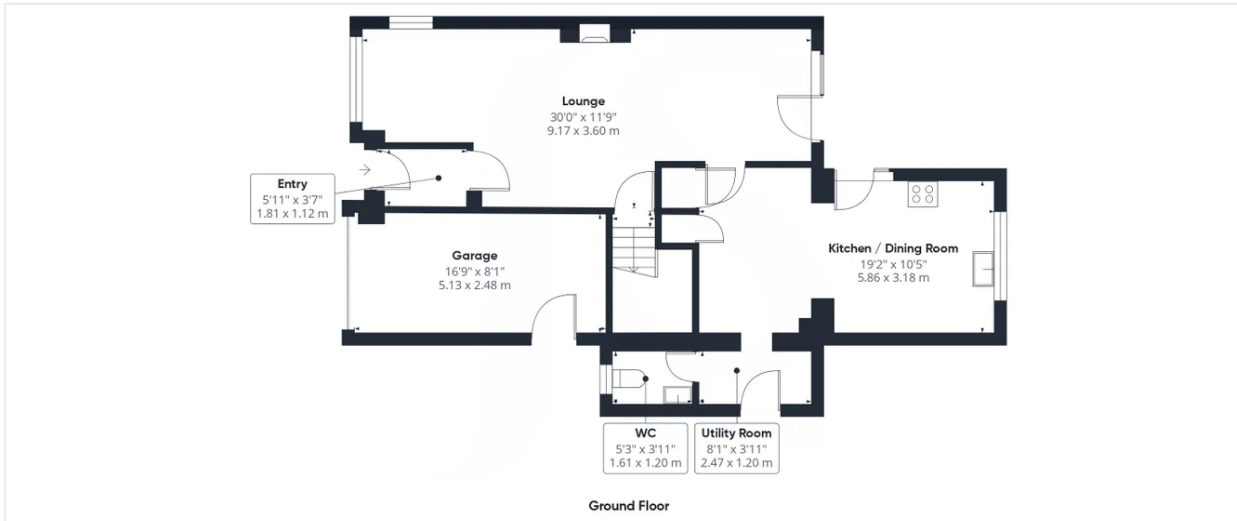 Lounge
30'0" x 11'9"
9.17 x 3.60 m
Entry
5'11" x 3'7"
1.81 x 1.12 m
Garage
16'9" x 8'1"
5.13 x 2.48 m
Kitchen / Dining Room
19'2" x 10'5"
5.86 x 3.18 m
WC
5'3" x 3'11"
1.61 x 1.20 m
Utility Room
8'1" x 3'11"
2.47 x 1.20 m
Ground Floor